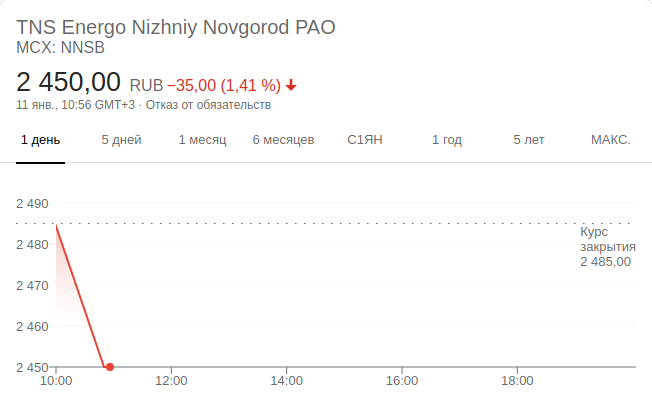 TNS Energo Nizhniy Novgorod PAO
MCX: NNSB
2 450,00 RUB −35,00 (1,41 %)
11 янв., 10:56 GMT+3 · Отказ от обязательств
1 день 5 дней 1 месяц 6 месяцев С1ЯН 1 год 5 лет МАКС.
2 490
Курс
закрытия
2 480
2 485,00
2 470
2 460
2 450
10:00 12:00 14:00 16:00 18:00